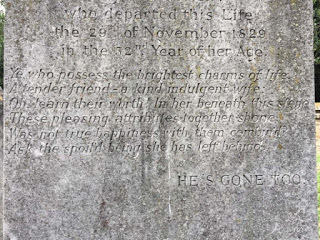 who departed this Life
the 29th of November 1829
in the 32nd Year of her Age.
Ye who possess the brightest charms of life
A tender friend - a kind indulgent wife;
Oh learn their worth! In her beneath this stone
These pleasing attributes together shone.
Was not true happiness with them combin'd?
Ask the spoil'd being she has left behind.
HE'S GONE TOO